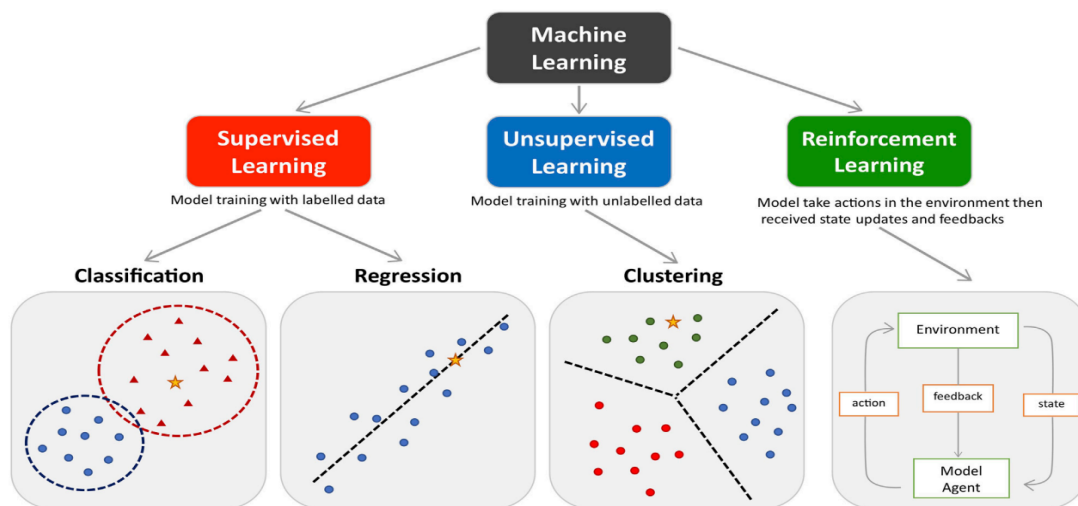 Machine
Learning
Supervised
Learning
Unsupervised
Learning
Reinforcement
Learning
Model training with labelled data
Model training with unlabelled data
Model take actions in the environment then
received state updates and feedbacks
Classification
Regression
Clustering
Environment
action
feedback
state
Model
Agent